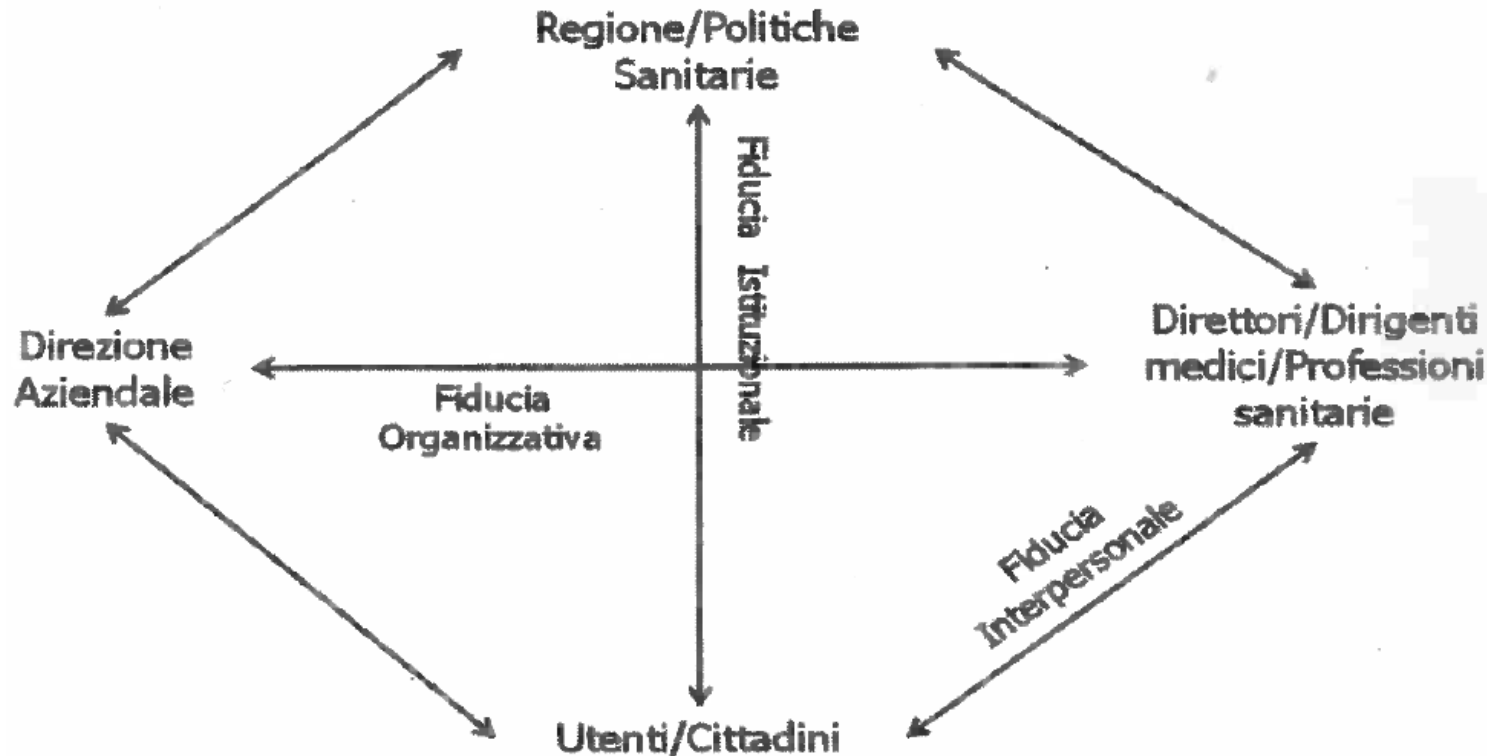 Regione/Politiche
Sanitarie
Fiducia Istituzionale
Direzione
Aziendale
Fiducia
Organizzativa
Direttori/Dirigenti
medici/Professioni
sanitarie
Fiducia
Interpersonale
Utenti/Cittadini